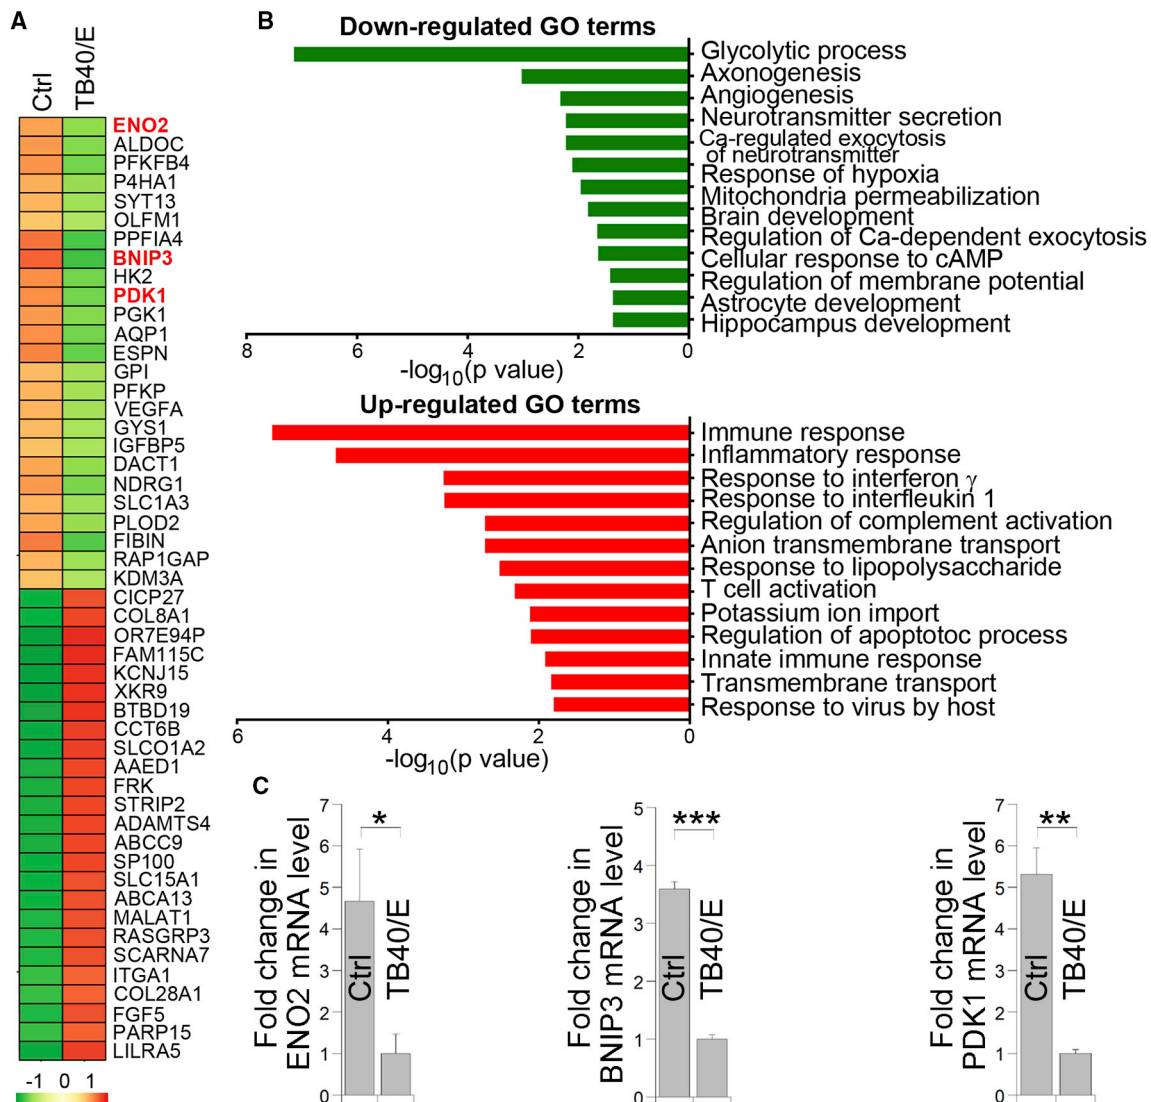 A
Ctrl
TB40/E
ENO2
ALDOC
PFKFB4
P4HA1
SYT13
OLFM1
PPFIA4
BNIP3
HK2
PDK1
PGK1
AQP1
ESPN
GPI
PFKP
VEGFA
GYS1
IGFBP5
DACT1
NDRG1
SLC1A3
PLOD2
FIBIN
RAP1GAP
KDM3A
CICP27
COL8A1
OR7E94P
FAM115C
KCNJ15
XKR9
BTBD19
CCT6B
SLCO1A2
AAED1
FRK
STRIP2
ADAMTS4
ABCC9
SP100
SLC15A1
ABCA13
MALAT1
RASGRP3
SCARNA7
ITGA1
COL28A1
FGF5
PARP15
LILRA5
-1 0 1
B
Down-regulated GO terms
Glycolytic process
Axonogenesis
Angiogenesis
Neurotransmitter secretion
Ca-regulated exocytosis
of neurotransmitter
Response of hypoxia
Mitochondria permeabilization
Brain development
Regulation of Ca-dependent exocytosis
Cellular response to cAMP
Regulation of membrane potential
Astrocyte development
Hippocampus development
8 6 4 2 0
-log10(p value)
Up-regulated GO terms
Immune response
Inflammatory response
Response to interferon γ
Response to interfleukin 1
Regulation of complement activation
Anion transmembrane transport
Response to lipopolysaccharide
T cell activation
Potassium ion import
Regulation of apoptotoc process
Innate immune response
Transmembrane transport
Response to virus by host
6 4 2 0
-log10(p value)
C
Fold change in
ENO2 mRNA level
7
6
5
4
3
2
1
0
*
Ctrl
TB40/E
Fold change in
BNIP3 mRNA level
5
4
3
2
1
0
***
Ctrl
TB40/E
Fold change in
PDK1 mRNA level
7
6
5
4
3
2
1
0
**
Ctrl
TB40/E